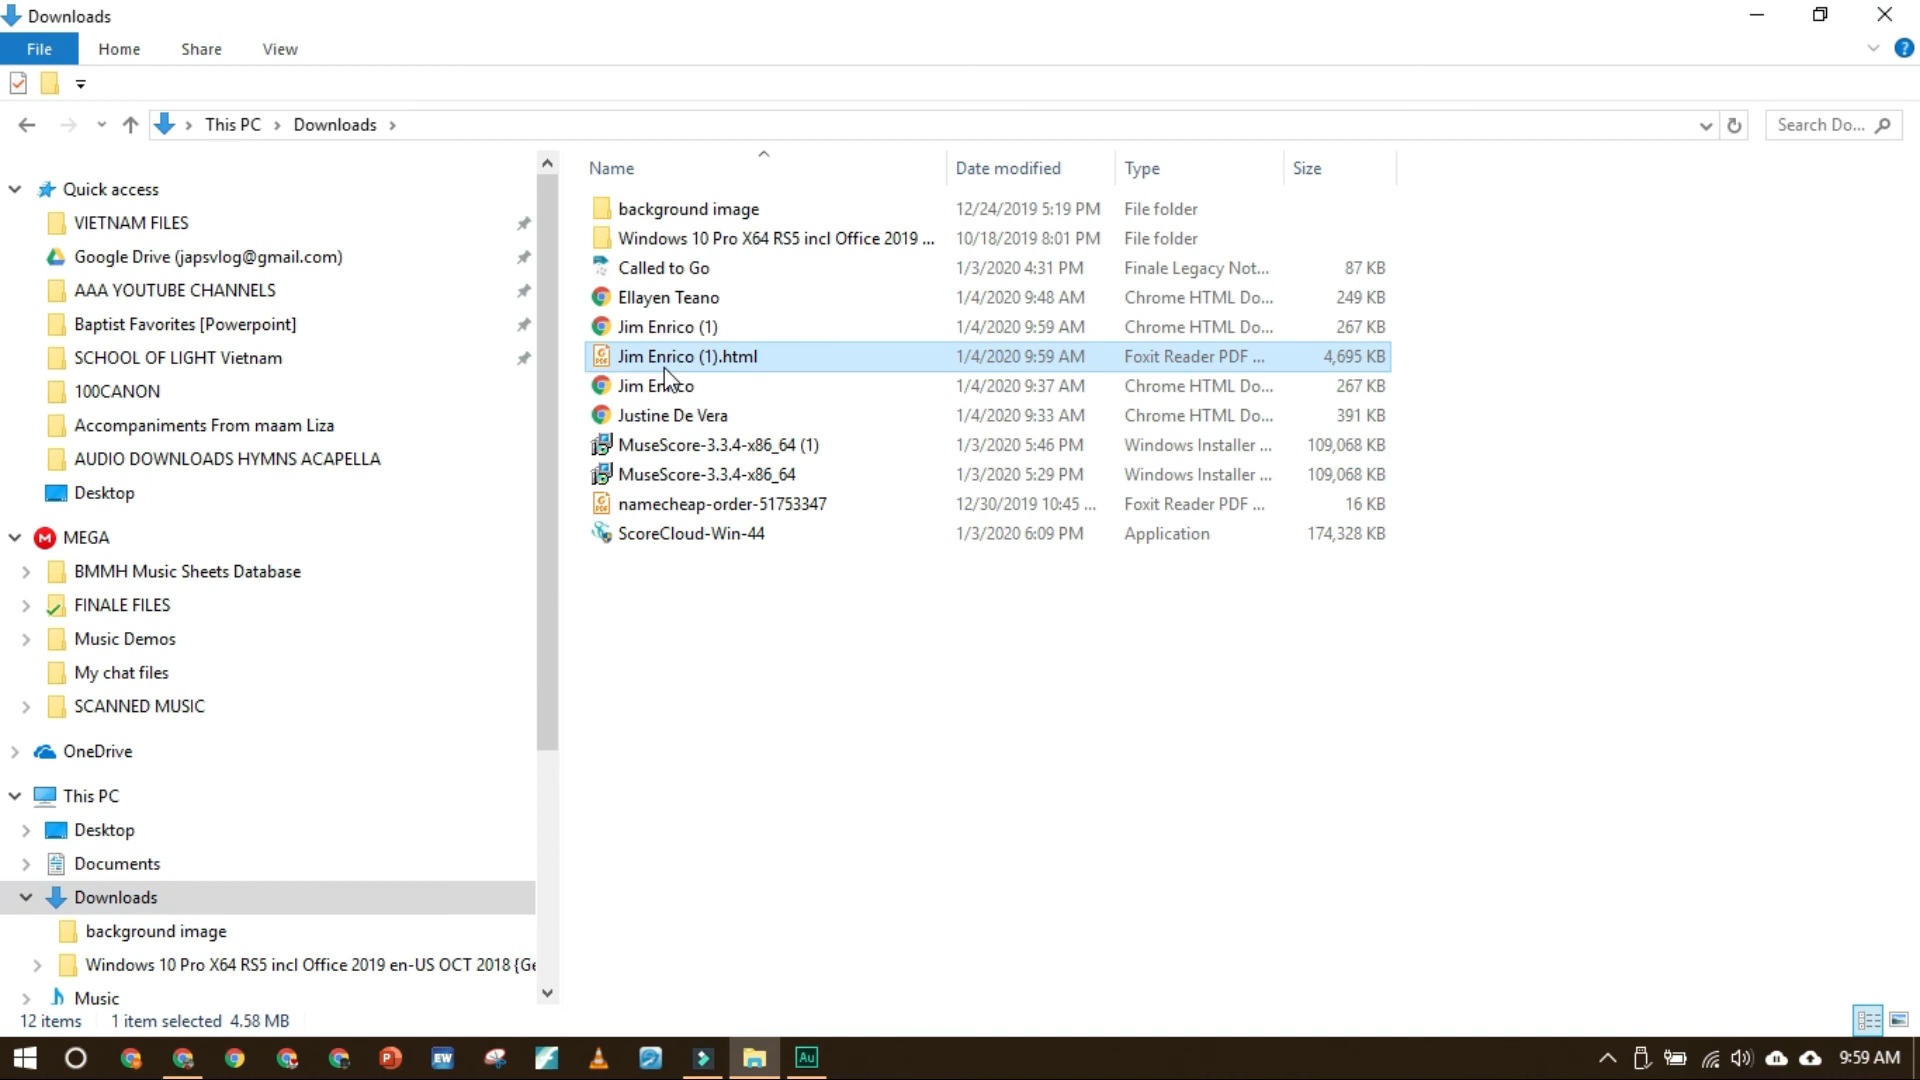 Downloads
File Home Share View
This PC Downloads
Search Do...
Name Date modified Type Size
Quick access
VIETNAM FILES
Google Drive (japsvlog@gmail.com)
AAA YOUTUBE CHANNELS
Baptist Favorites [Powerpoint]
SCHOOL OF LIGHT Vietnam
100CANON
Accompaniments From maam Liza
AUDIO DOWNLOADS HYMNS ACAPELLA
Desktop
MEGA
BMMH Music Sheets Database
FINALE FILES
Music Demos
My chat files
SCANNED MUSIC
OneDrive
This PC
Desktop
Documents
Downloads
background image
Windows 10 Pro X64 RS5 incl Office 2019 en-US OCT 2018 {Ge
Music
background image 12/24/2019 5:19 PM File folder
Windows 10 Pro X64 RS5 incl Office 2019 ... 10/18/2019 8:01 PM File folder
Called to Go 1/3/2020 4:31 PM Finale Legacy Not... 87 KB
Ellayen Teano 1/4/2020 9:48 AM Chrome HTML Do... 249 KB
Jim Enrico (1) 1/4/2020 9:59 AM Chrome HTML Do... 267 KB
Jim Enrico (1).html 1/4/2020 9:59 AM Foxit Reader PDF ... 4,695 KB
Jim Enrico 1/4/2020 9:37 AM Chrome HTML Do... 267 KB
Justine De Vera 1/4/2020 9:33 AM Chrome HTML Do... 391 KB
MuseScore-3.3.4-x86_64 (1) 1/3/2020 5:46 PM Windows Installer ... 109,068 KB
MuseScore-3.3.4-x86_64 1/3/2020 5:29 PM Windows Installer ... 109,068 KB
namecheap-order-51753347 12/30/2019 10:45 ... Foxit Reader PDF ... 16 KB
ScoreCloud-Win-44 1/3/2020 6:09 PM Application 174,328 KB
12 items 1 item selected 4.58 MB
EW
Au
9:59 AM